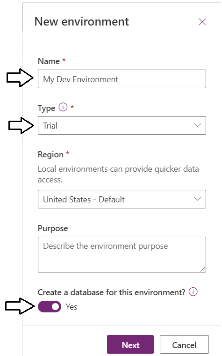 New environment
Name *
My Dev Environment
Type *
Trial
Region *
Local environments can provide quicker data
access.
United States - Default
Purpose
Describe the environment purpose
Create a database for this environment?
Yes
Next Cancel